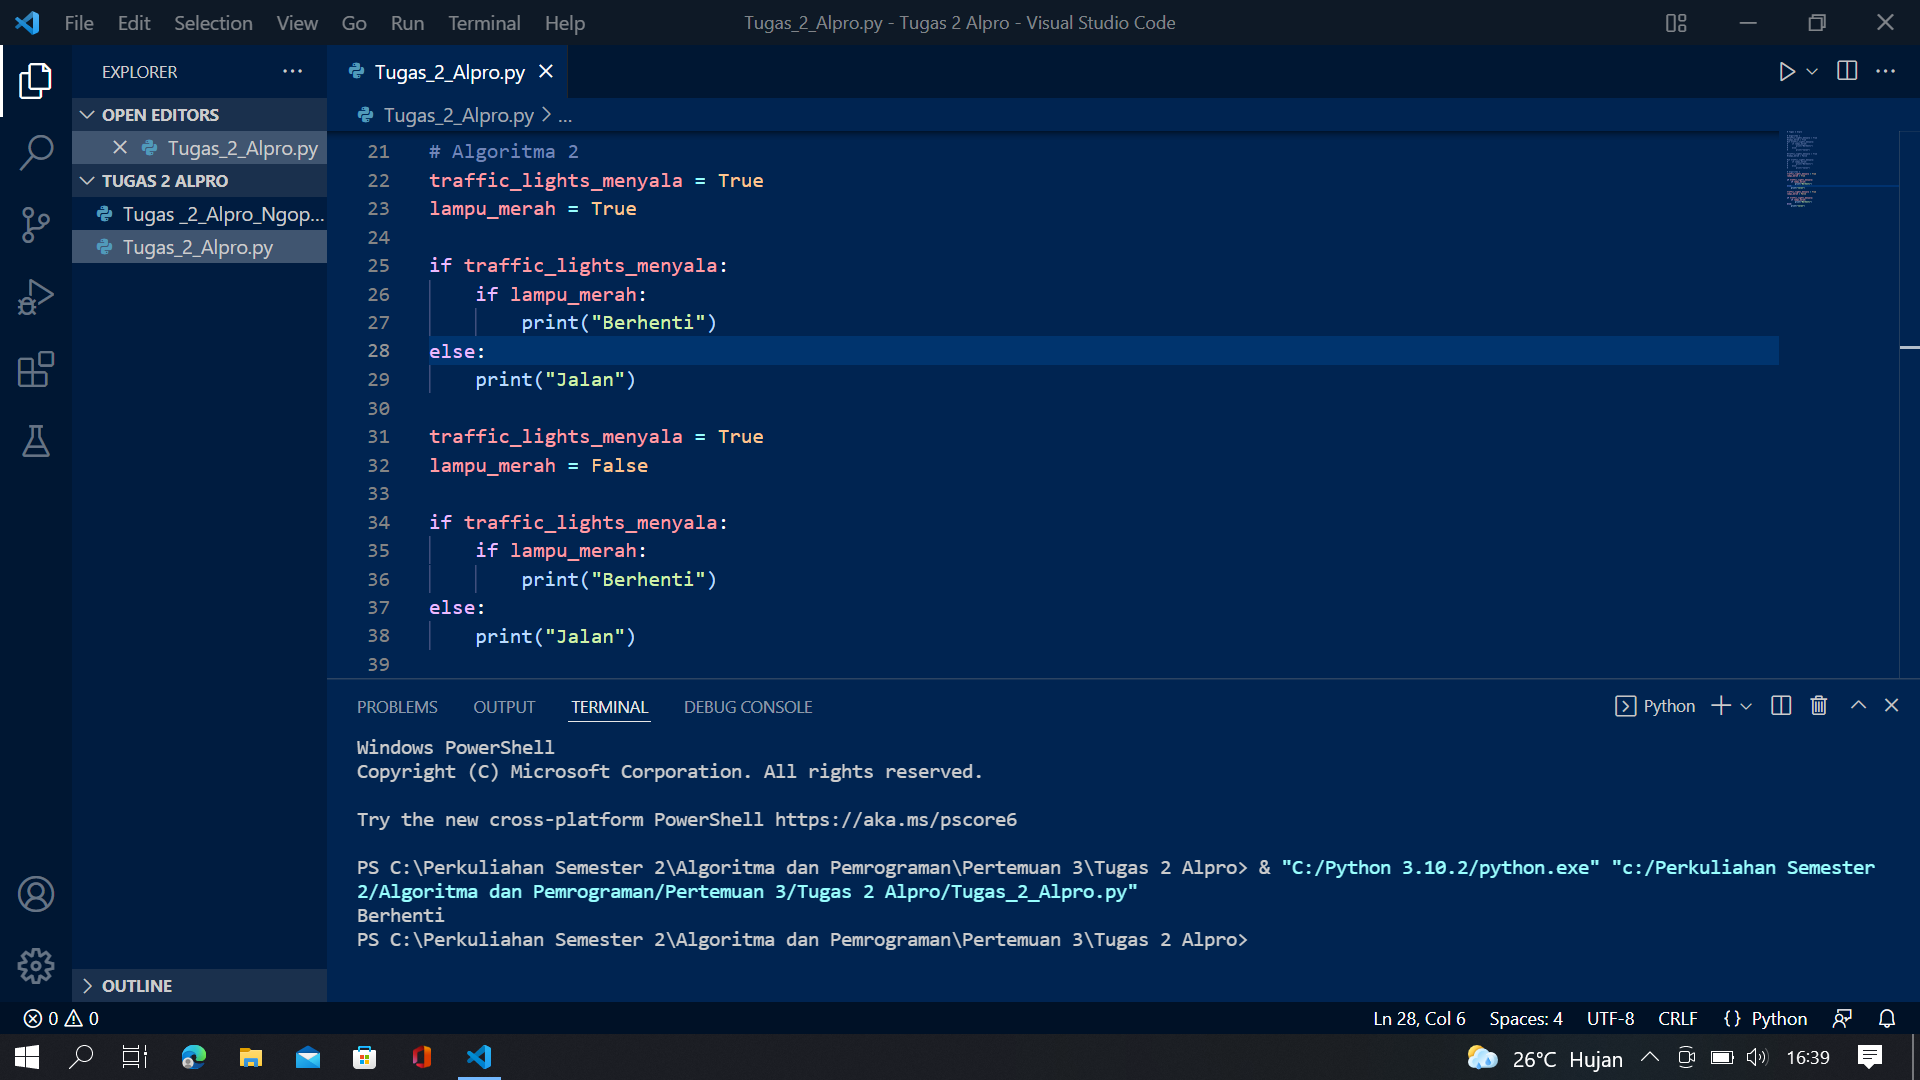 File Edit Selection View Go Run Terminal Help
Tugas_2_Alpro.py - Tugas 2 Alpro - Visual Studio Code
EXPLORER
OPEN EDITORS
Tugas_2_Alpro.py
TUGAS 2 ALPRO
Tugas _2_Alpro_Ngop...
Tugas_2_Alpro.py
OUTLINE
Tugas_2_Alpro.py
Tugas_2_Alpro.py > ...
21 # Algoritma 2
22 traffic_lights_menyala = True
23 lampu_merah = True
24
25 if traffic_lights_menyala:
26     if lampu_merah:
27         print("Berhenti")
28 else:
29     print("Jalan")
30
31 traffic_lights_menyala = True
32 lampu_merah = False
33
34 if traffic_lights_menyala:
35     if lampu_merah:
36         print("Berhenti")
37 else:
38     print("Jalan")
39
PROBLEMS OUTPUT TERMINAL DEBUG CONSOLE
Python
Windows PowerShell
Copyright (C) Microsoft Corporation. All rights reserved.
Try the new cross-platform PowerShell https://aka.ms/pscore6
PS C:\Perkuliahan Semester 2\Algoritma dan Pemrograman\Pertemuan 3\Tugas 2 Alpro> & "C:/Python 3.10.2/python.exe" "c:/Perkuliahan Semester
2/Algoritma dan Pemrograman/Pertemuan 3/Tugas 2 Alpro/Tugas_2_Alpro.py"
Berhenti
PS C:\Perkuliahan Semester 2\Algoritma dan Pemrograman\Pertemuan 3\Tugas 2 Alpro>
0 0
Ln 28, Col 6 Spaces: 4 UTF-8 CRLF {} Python
26°C Hujan 16:39